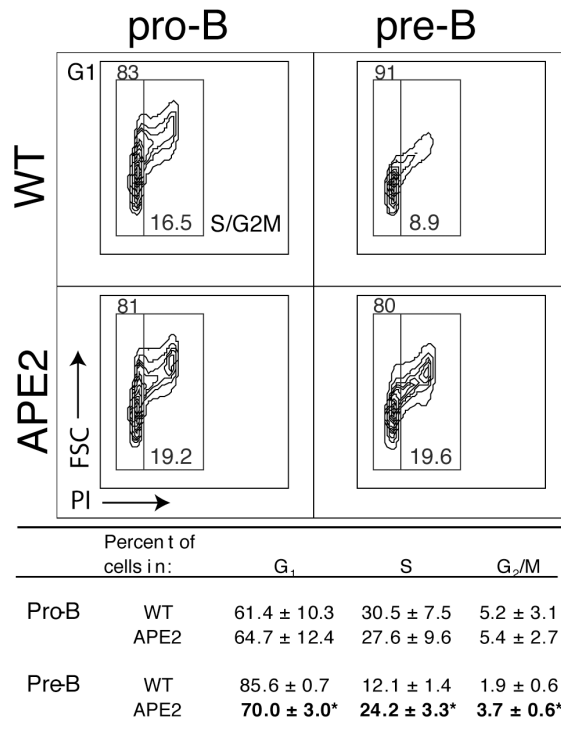 pro-B pre-B
WT
G1 83
16.5 S/G2M
91
8.9
APE2
81
19.2
80
19.6
FSC
PI
Percent of
cells in: G1 S G2/M
Pro-B WT 61.4 ± 10.3 30.5 ± 7.5 5.2 ± 3.1
APE2 64.7 ± 12.4 27.6 ± 9.6 5.4 ± 2.7
Pre-B WT 85.6 ± 0.7 12.1 ± 1.4 1.9 ± 0.6
APE2 70.0 ± 3.0* 24.2 ± 3.3* 3.7 ± 0.6*